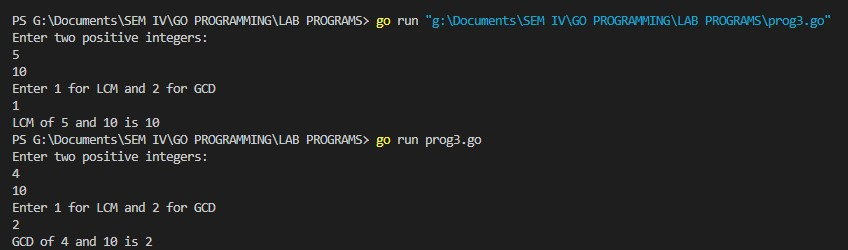 PS G:\Documents\SEM IV\GO PROGRAMMING\LAB PROGRAMS> go run "g:\Documents\SEM IV\GO PROGRAMMING\LAB PROGRAMS\prog3.go"
Enter two positive integers:
5
10
Enter 1 for LCM and 2 for GCD
1
LCM of 5 and 10 is 10
PS G:\Documents\SEM IV\GO PROGRAMMING\LAB PROGRAMS> go run prog3.go
Enter two positive integers:
4
10
Enter 1 for LCM and 2 for GCD
2
GCD of 4 and 10 is 2